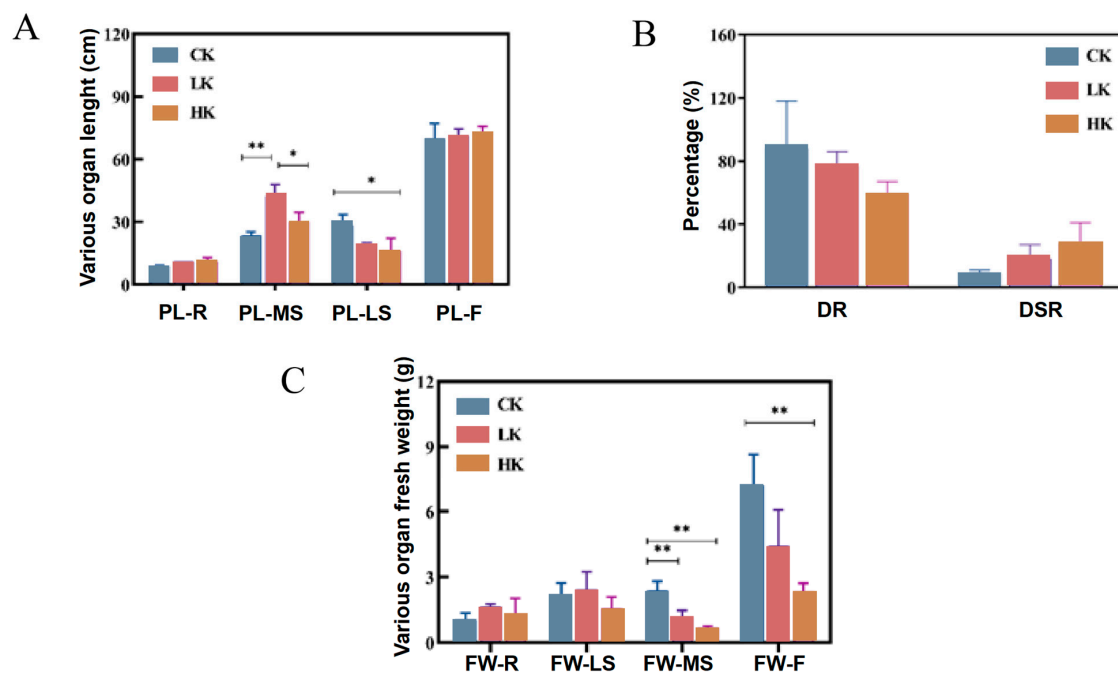 A
Various organ lenght (cm)
120
90
60
30
0
CK
LK
HK
**
*
*
PL-R PL-MS PL-LS PL-F
B
Percentage (%)
160
120
80
40
0
CK
LK
HK
DR DSR
C
Various organ fresh weight (g)
12
9
6
3
0
CK
LK
HK
**
**
**
FW-R FW-LS FW-MS FW-F